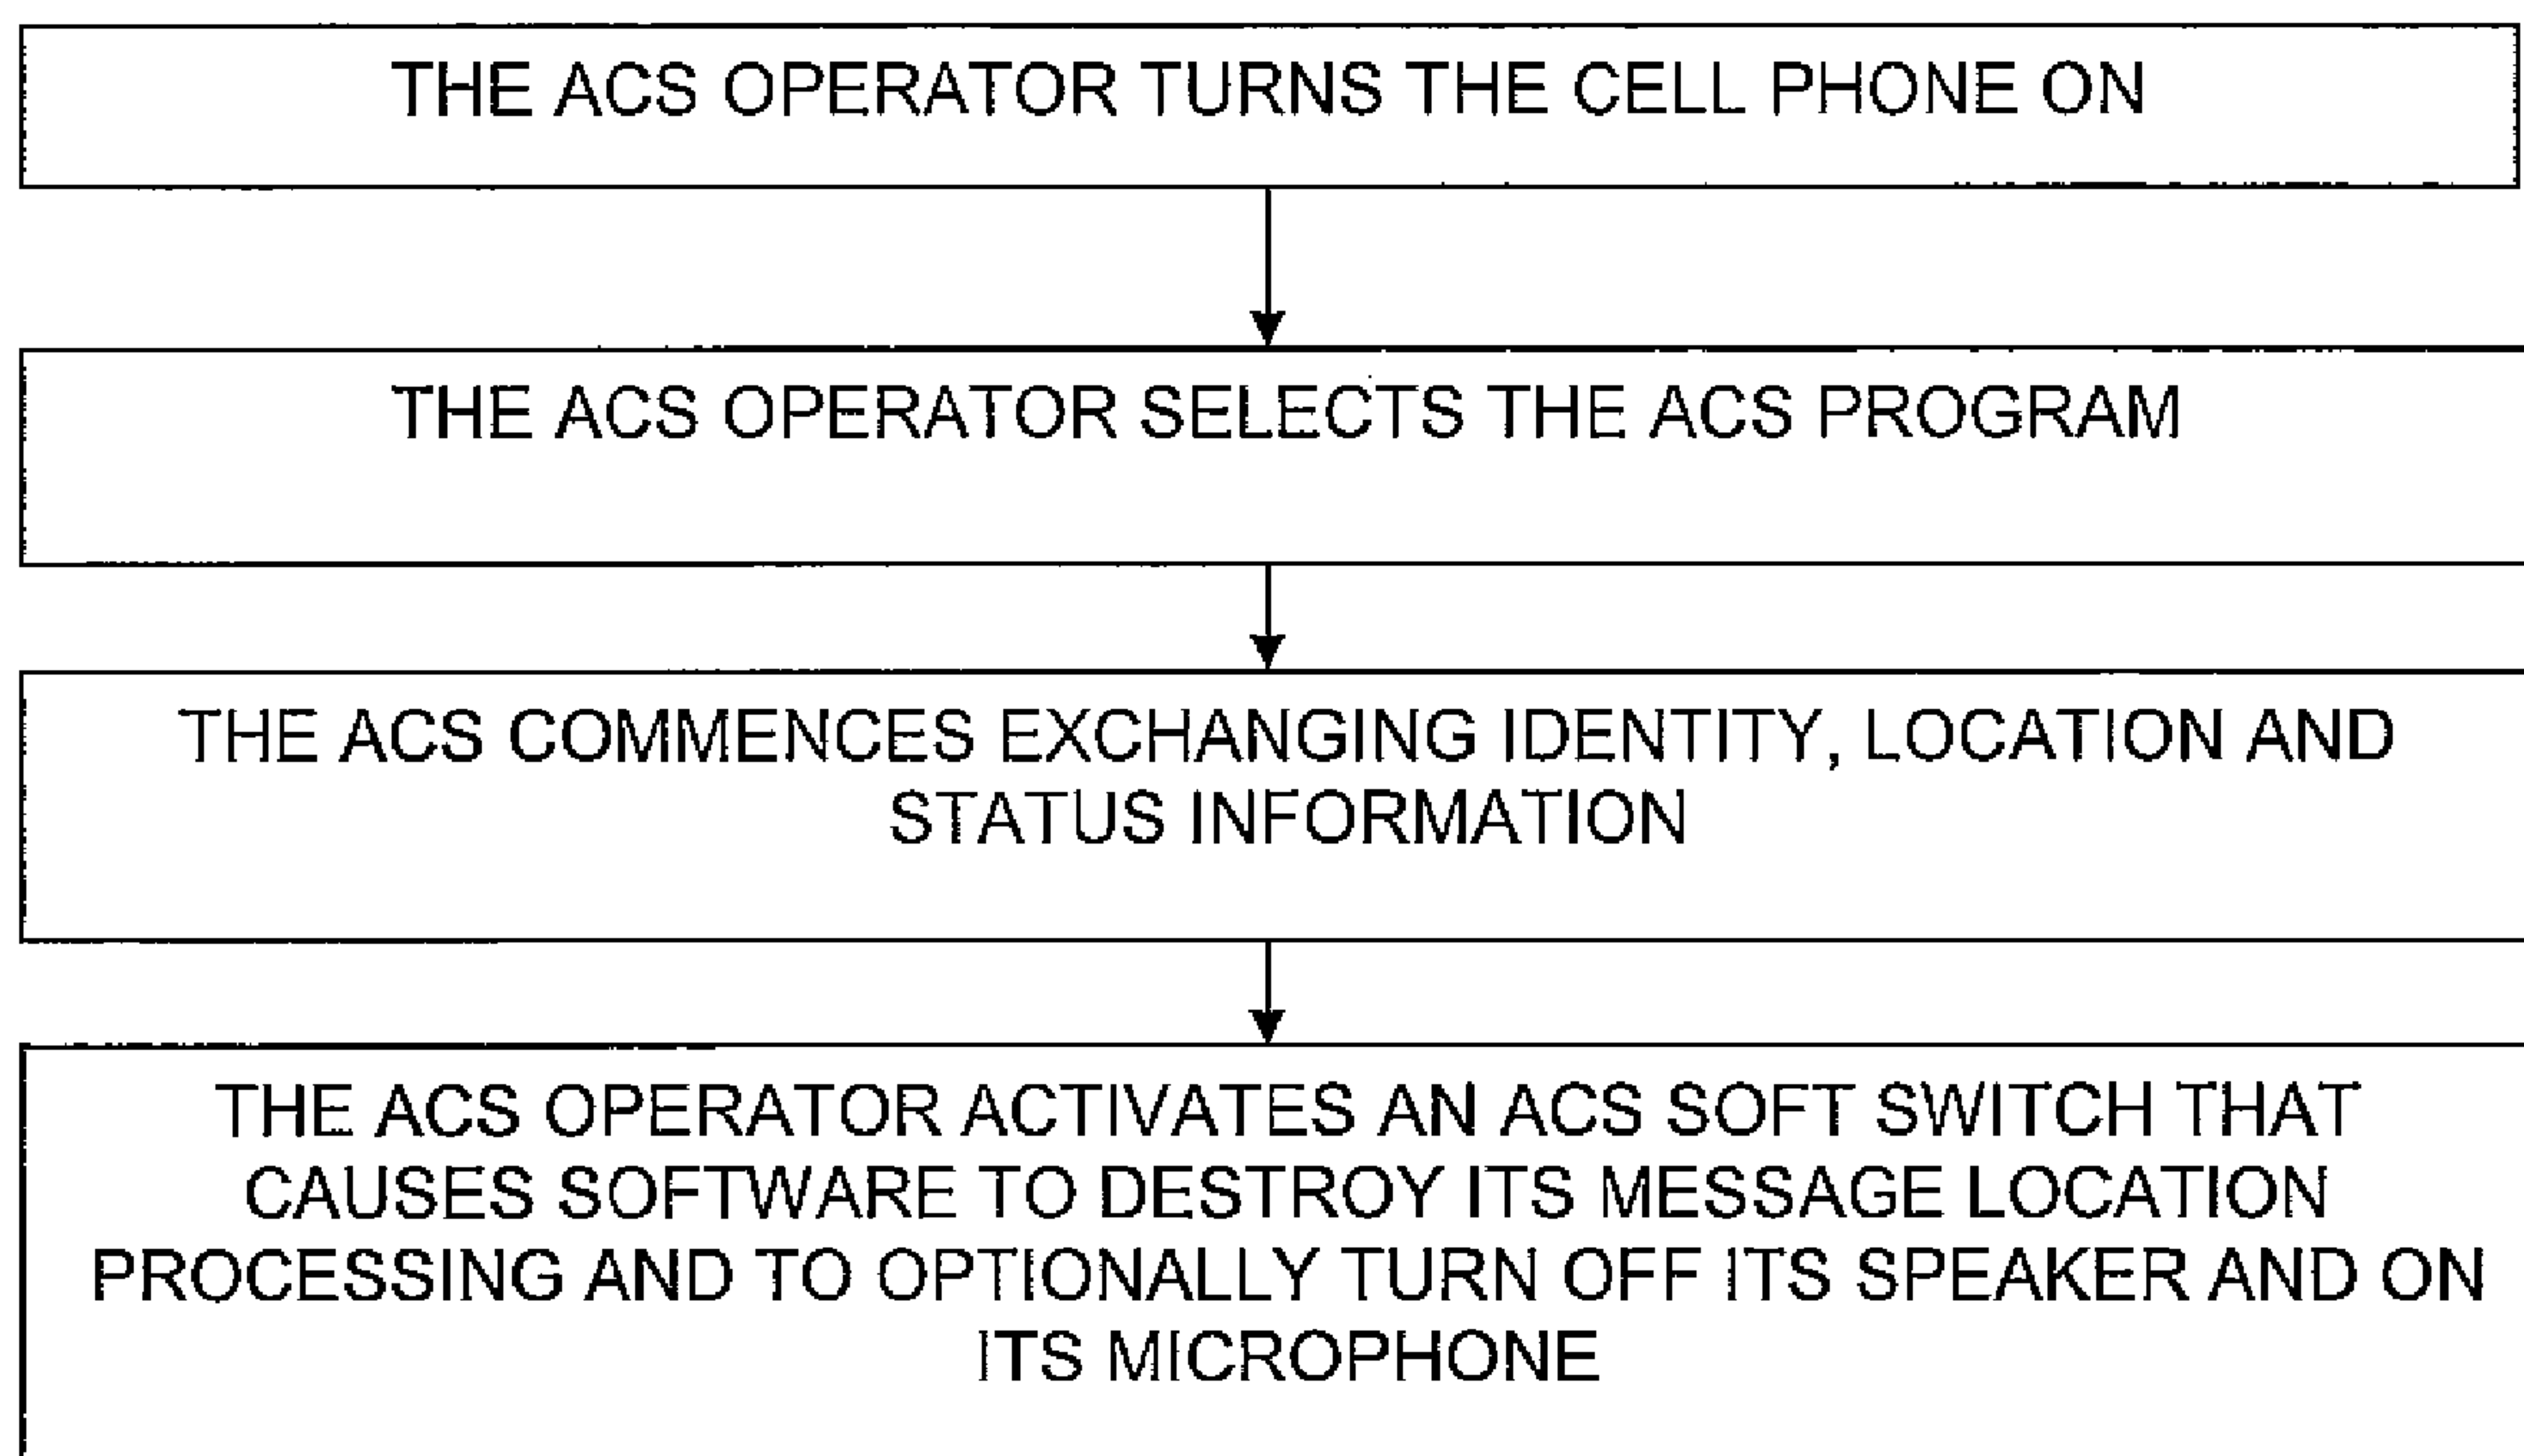 THE ACS OPERATOR TURNS THE CELL PHONE ON
THE ACS OPERATOR SELECTS THE ACS PROGRAM
THE ACS COMMENCES EXCHANGING IDENTITY, LOCATION AND
STATUS INFORMATION
THE ACS OPERATOR ACTIVATES AN ACS SOFT SWITCH THAT
CAUSES SOFTWARE TO DESTROY ITS MESSAGE LOCATION
PROCESSING AND TO OPTIONALLY TURN OFF ITS SPEAKER AND ON
ITS MICROPHONE